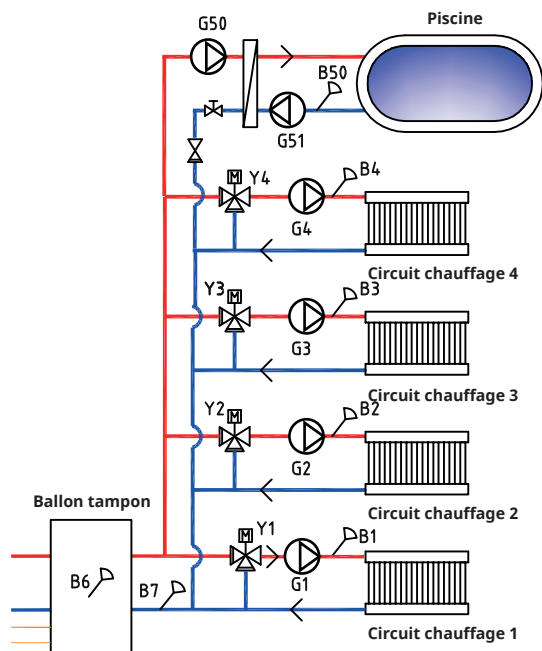 Piscine
G50
B50
G51
M
Y4
B4
G4
Circuit chauffage 4
Y3
M
B3
G3
Circuit chauffage 3
Y2
M
B2
G2
Circuit chauffage 2
Ballon tampon
M
Y1
B1
G1
B6
B7
Circuit chauffage 1